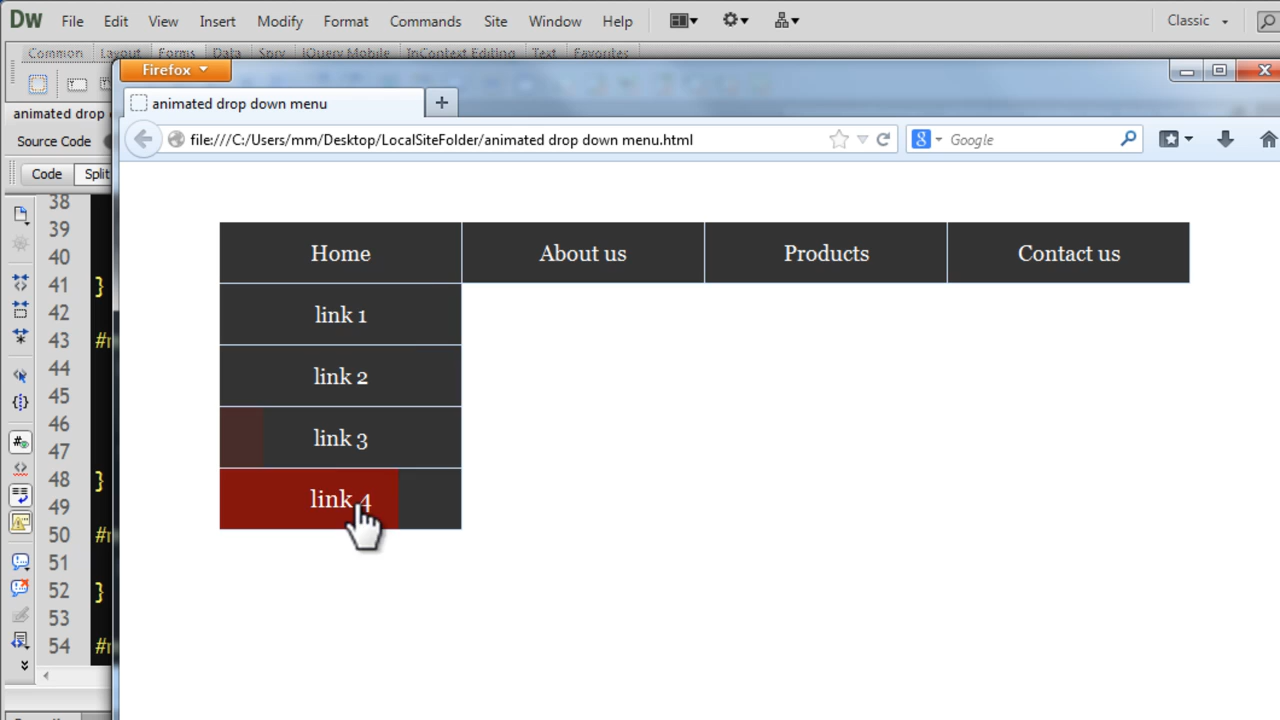 Dw File Edit View Insert Modify Format Commands Site Window Help Classic
Common Layout Forms Data Spry jQuery Mobile InContext Editing Text Favorites
Firefox
animated drop down menu
animated drop
file:///C:/Users/mm/Desktop/LocalSiteFolder/animated drop down menu.html
Google
Source Code
Code Split
38
39
40
41 }
42
43 #
44
45
46
47
48 }
49
50 #
51
52 }
53
54 #
Home About us Products Contact us
link 1
link 2
link 3
link 4